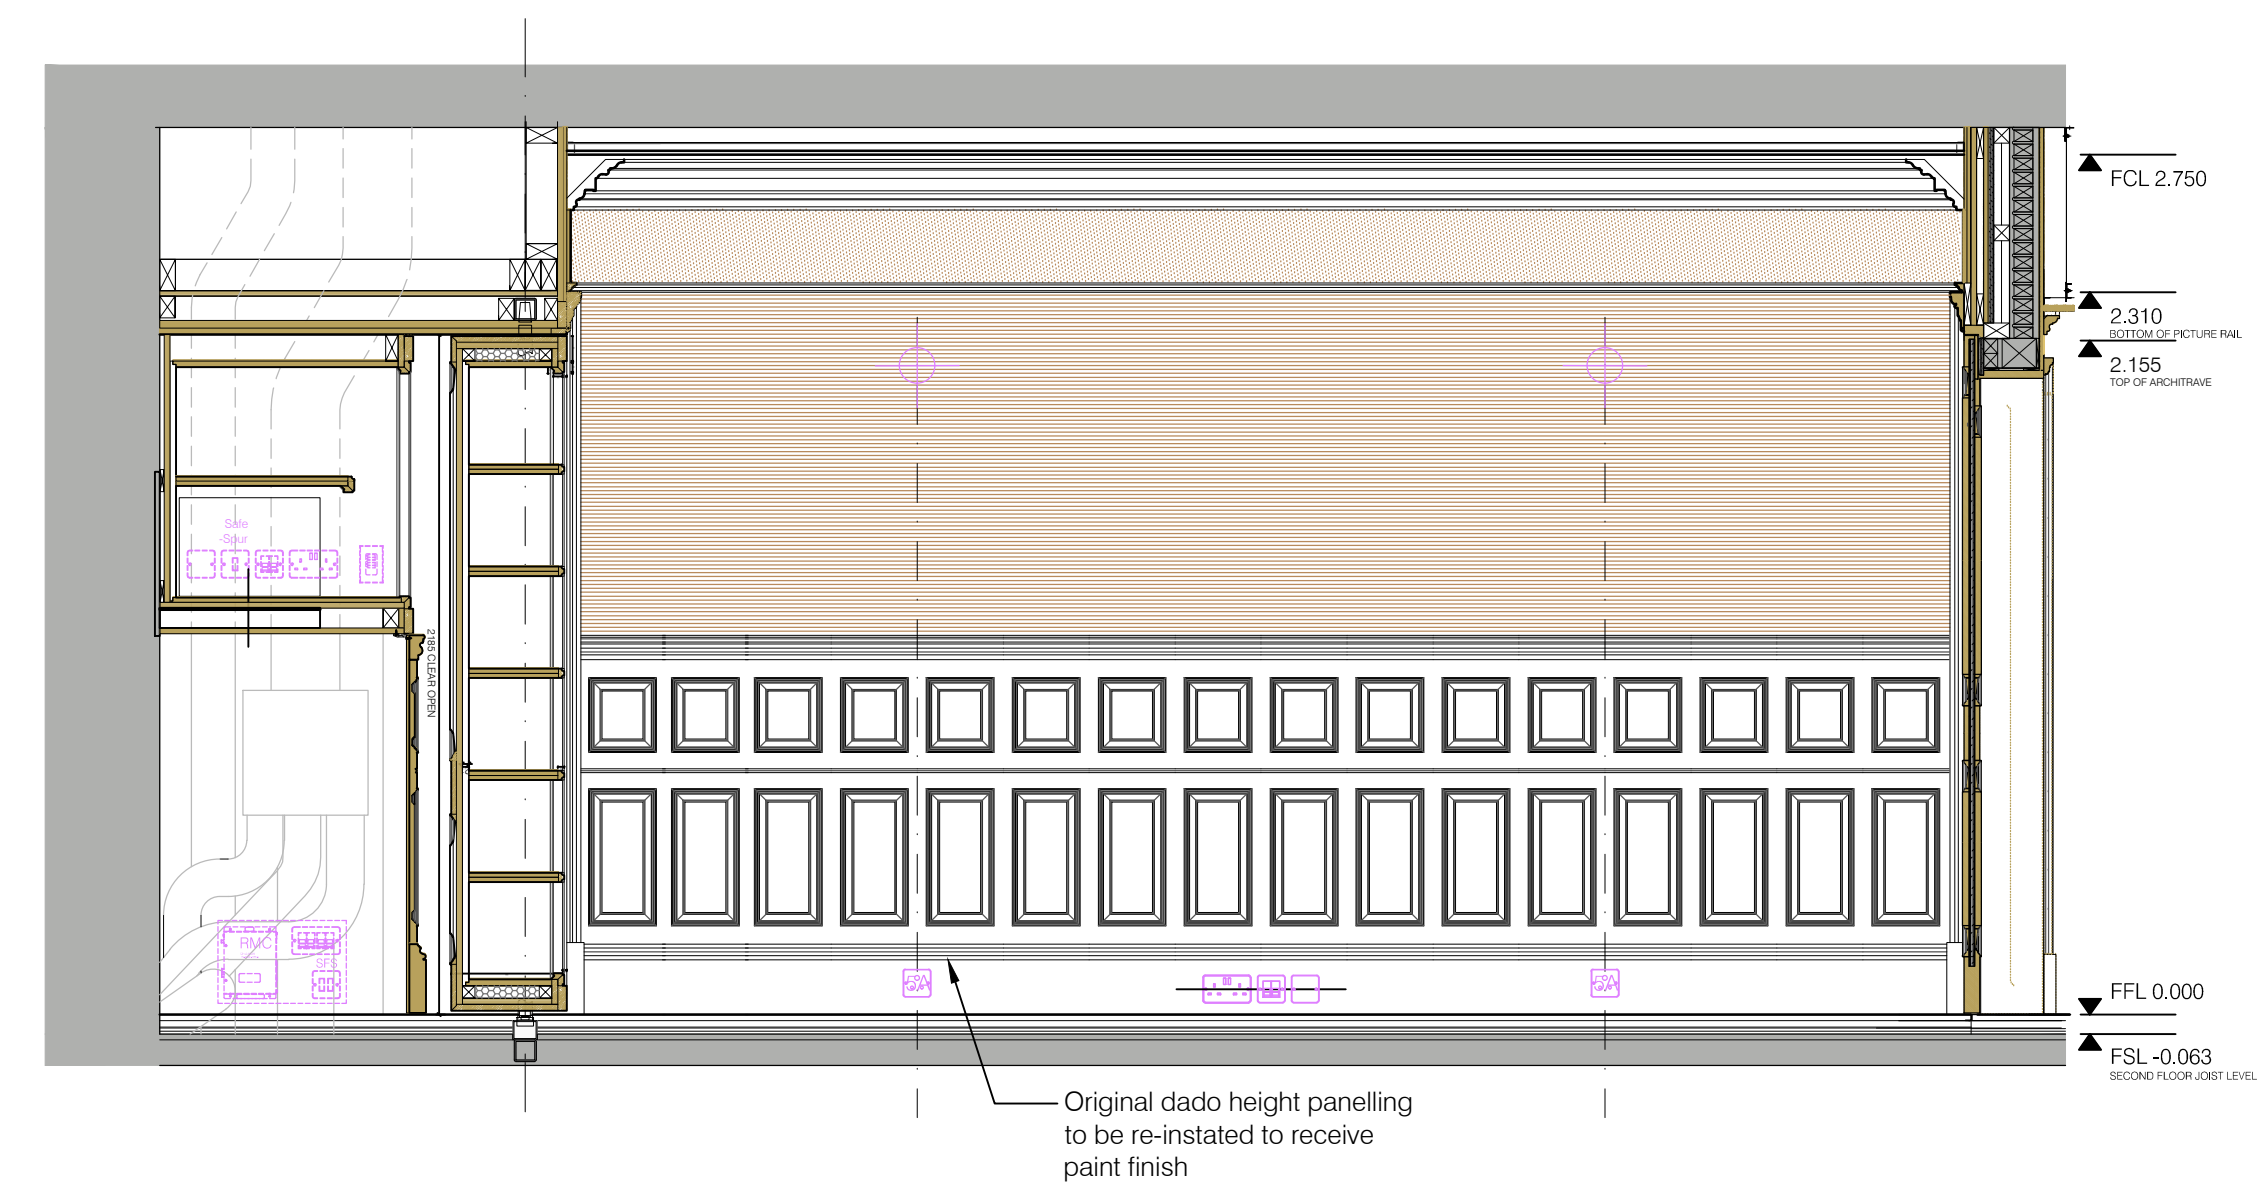 FCL 2.750
2.310
BOTTOM OF PICTURE RAIL
2.155
TOP OF ARCHITRAVE
Safe
-Spur
2185 CLEAR OPEN
RMC
SFS
5A
5A
FFL 0.000
FSL -0.063
SECOND FLOOR JOIST LEVEL
Original dado height panelling
to be re-instated to receive
paint finish